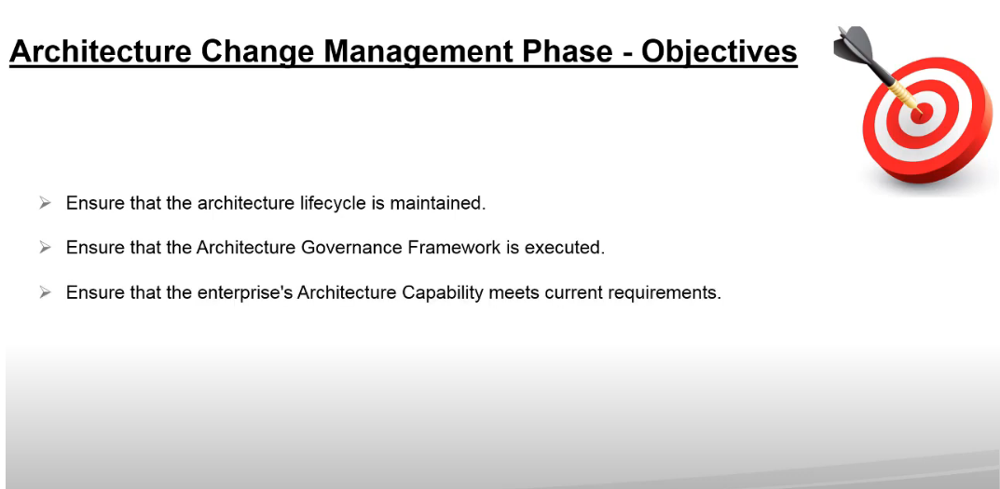 Architecture Change Management Phase - Objectives
Ensure that the architecture lifecycle is maintained.
Ensure that the Architecture Governance Framework is executed.
Ensure that the enterprise's Architecture Capability meets current requirements.